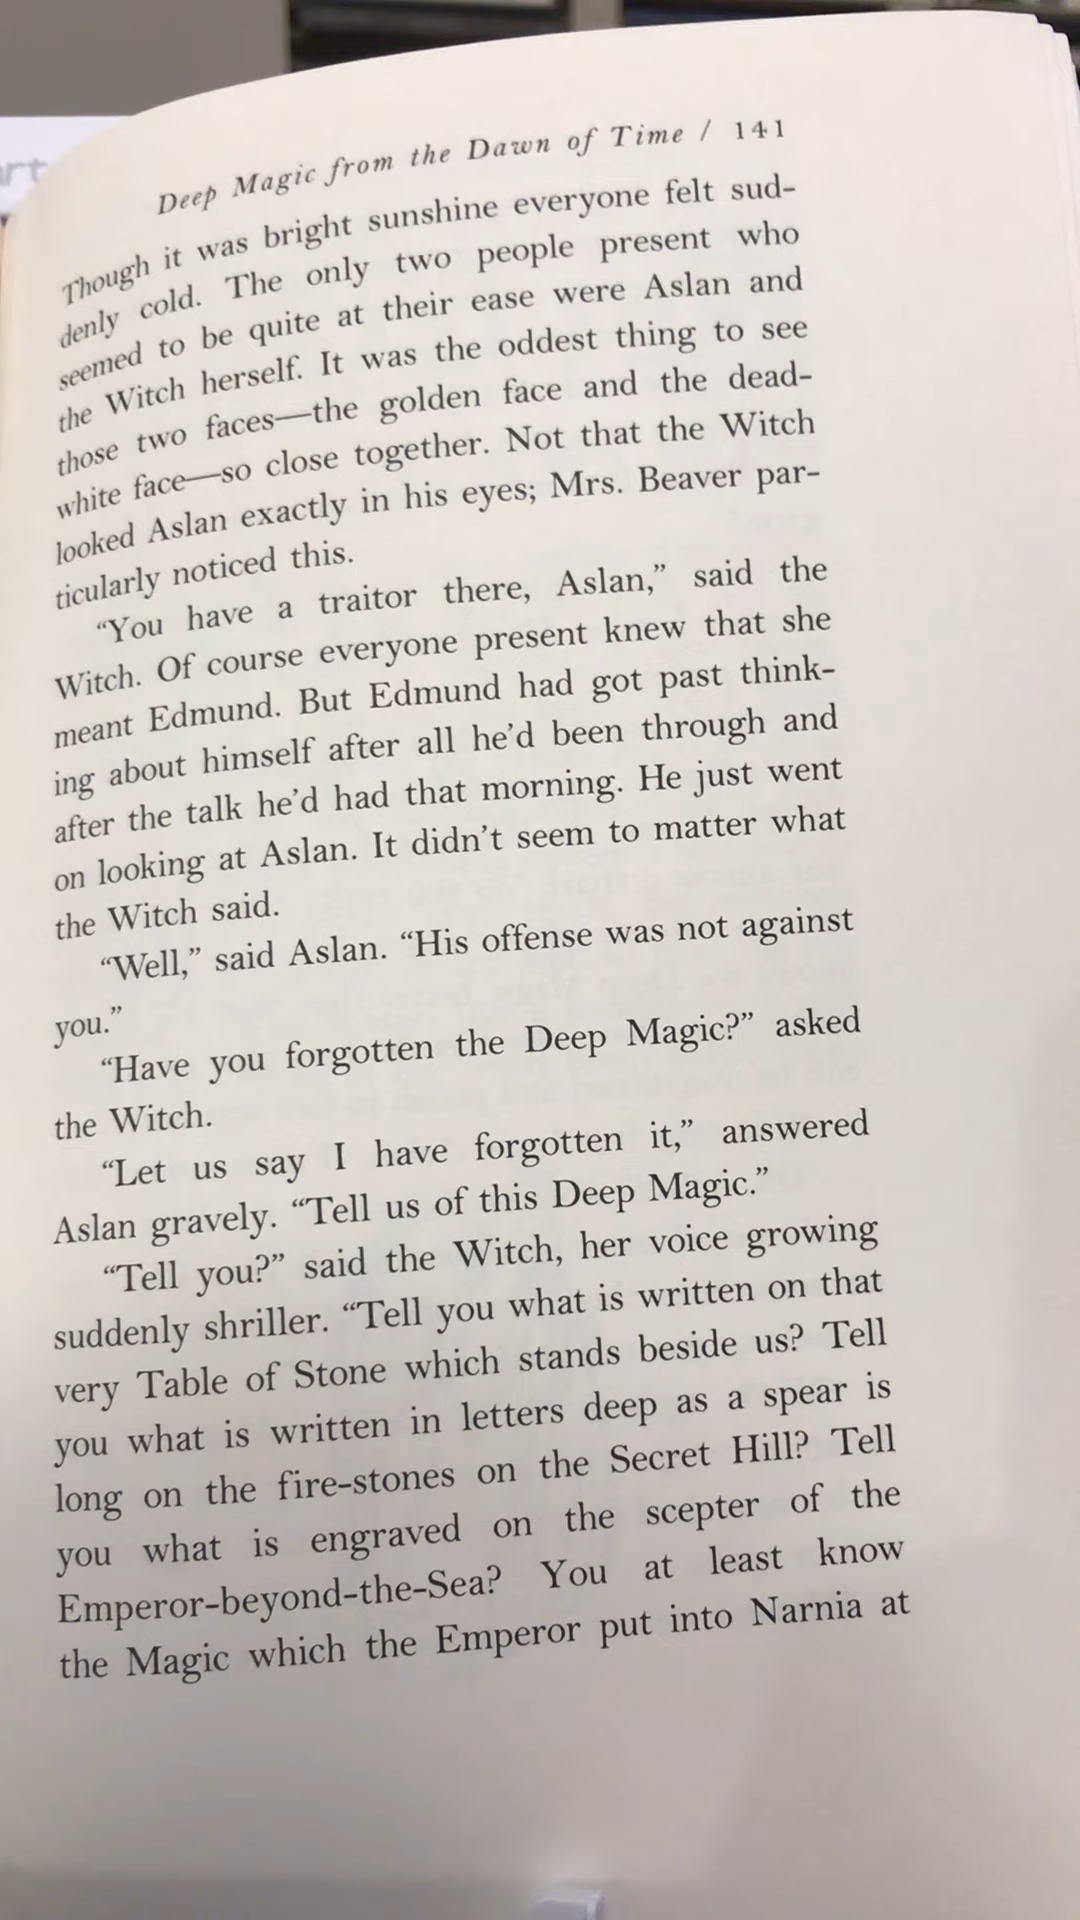 Deep Magic from the Dawn of Time / 141
Though it was bright sunshine everyone felt sud-
denly cold. The only two people present who
seemed to be quite at their ease were Aslan and
the Witch herself. It was the oddest thing to see
those two faces—the golden face and the dead-
white face—so close together. Not that the Witch
looked Aslan exactly in his eyes; Mrs. Beaver par-
ticularly noticed this.
“You have a traitor there, Aslan,” said the
Witch. Of course everyone present knew that she
meant Edmund. But Edmund had got past think-
ing about himself after all he’d been through and
after the talk he’d had that morning. He just went
on looking at Aslan. It didn’t seem to matter what
the Witch said.
“Well,” said Aslan. “His offense was not against
you.”
“Have you forgotten the Deep Magic?” asked
the Witch.
“Let us say I have forgotten it,” answered
Aslan gravely. “Tell us of this Deep Magic.”
“Tell you?” said the Witch, her voice growing
suddenly shriller. “Tell you what is written on that
very Table of Stone which stands beside us? Tell
you what is written in letters deep as a spear is
long on the fire-stones on the Secret Hill? Tell
you what is engraved on the scepter of the
Emperor-beyond-the-Sea? You at least know
the Magic which the Emperor put into Narnia at